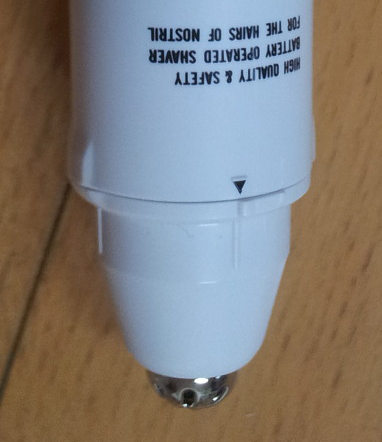 HIGH QUALITY & SAFETY
BATTERY OPERATED SHAVER
FOR THE HAIRS OF NOSTRIL